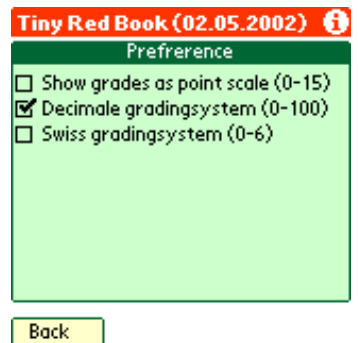 Tiny Red Book (02.05.2002)
Prefrerence
Show grades as point scale (0-15)
Decimale gradingsystem (0-100)
Swiss gradingsystem (0-6)
Back